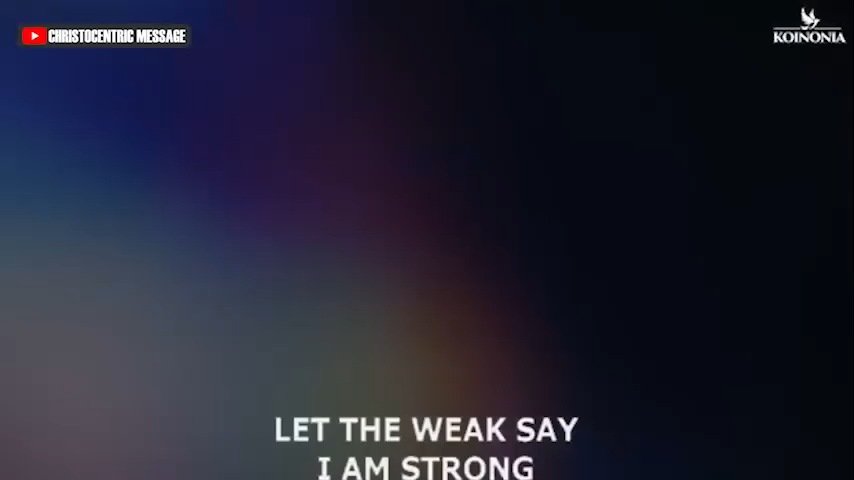 CHRISTOCENTRIC MESSAGE
KOINONIA
LET THE WEAK SAY
I AM STRONG